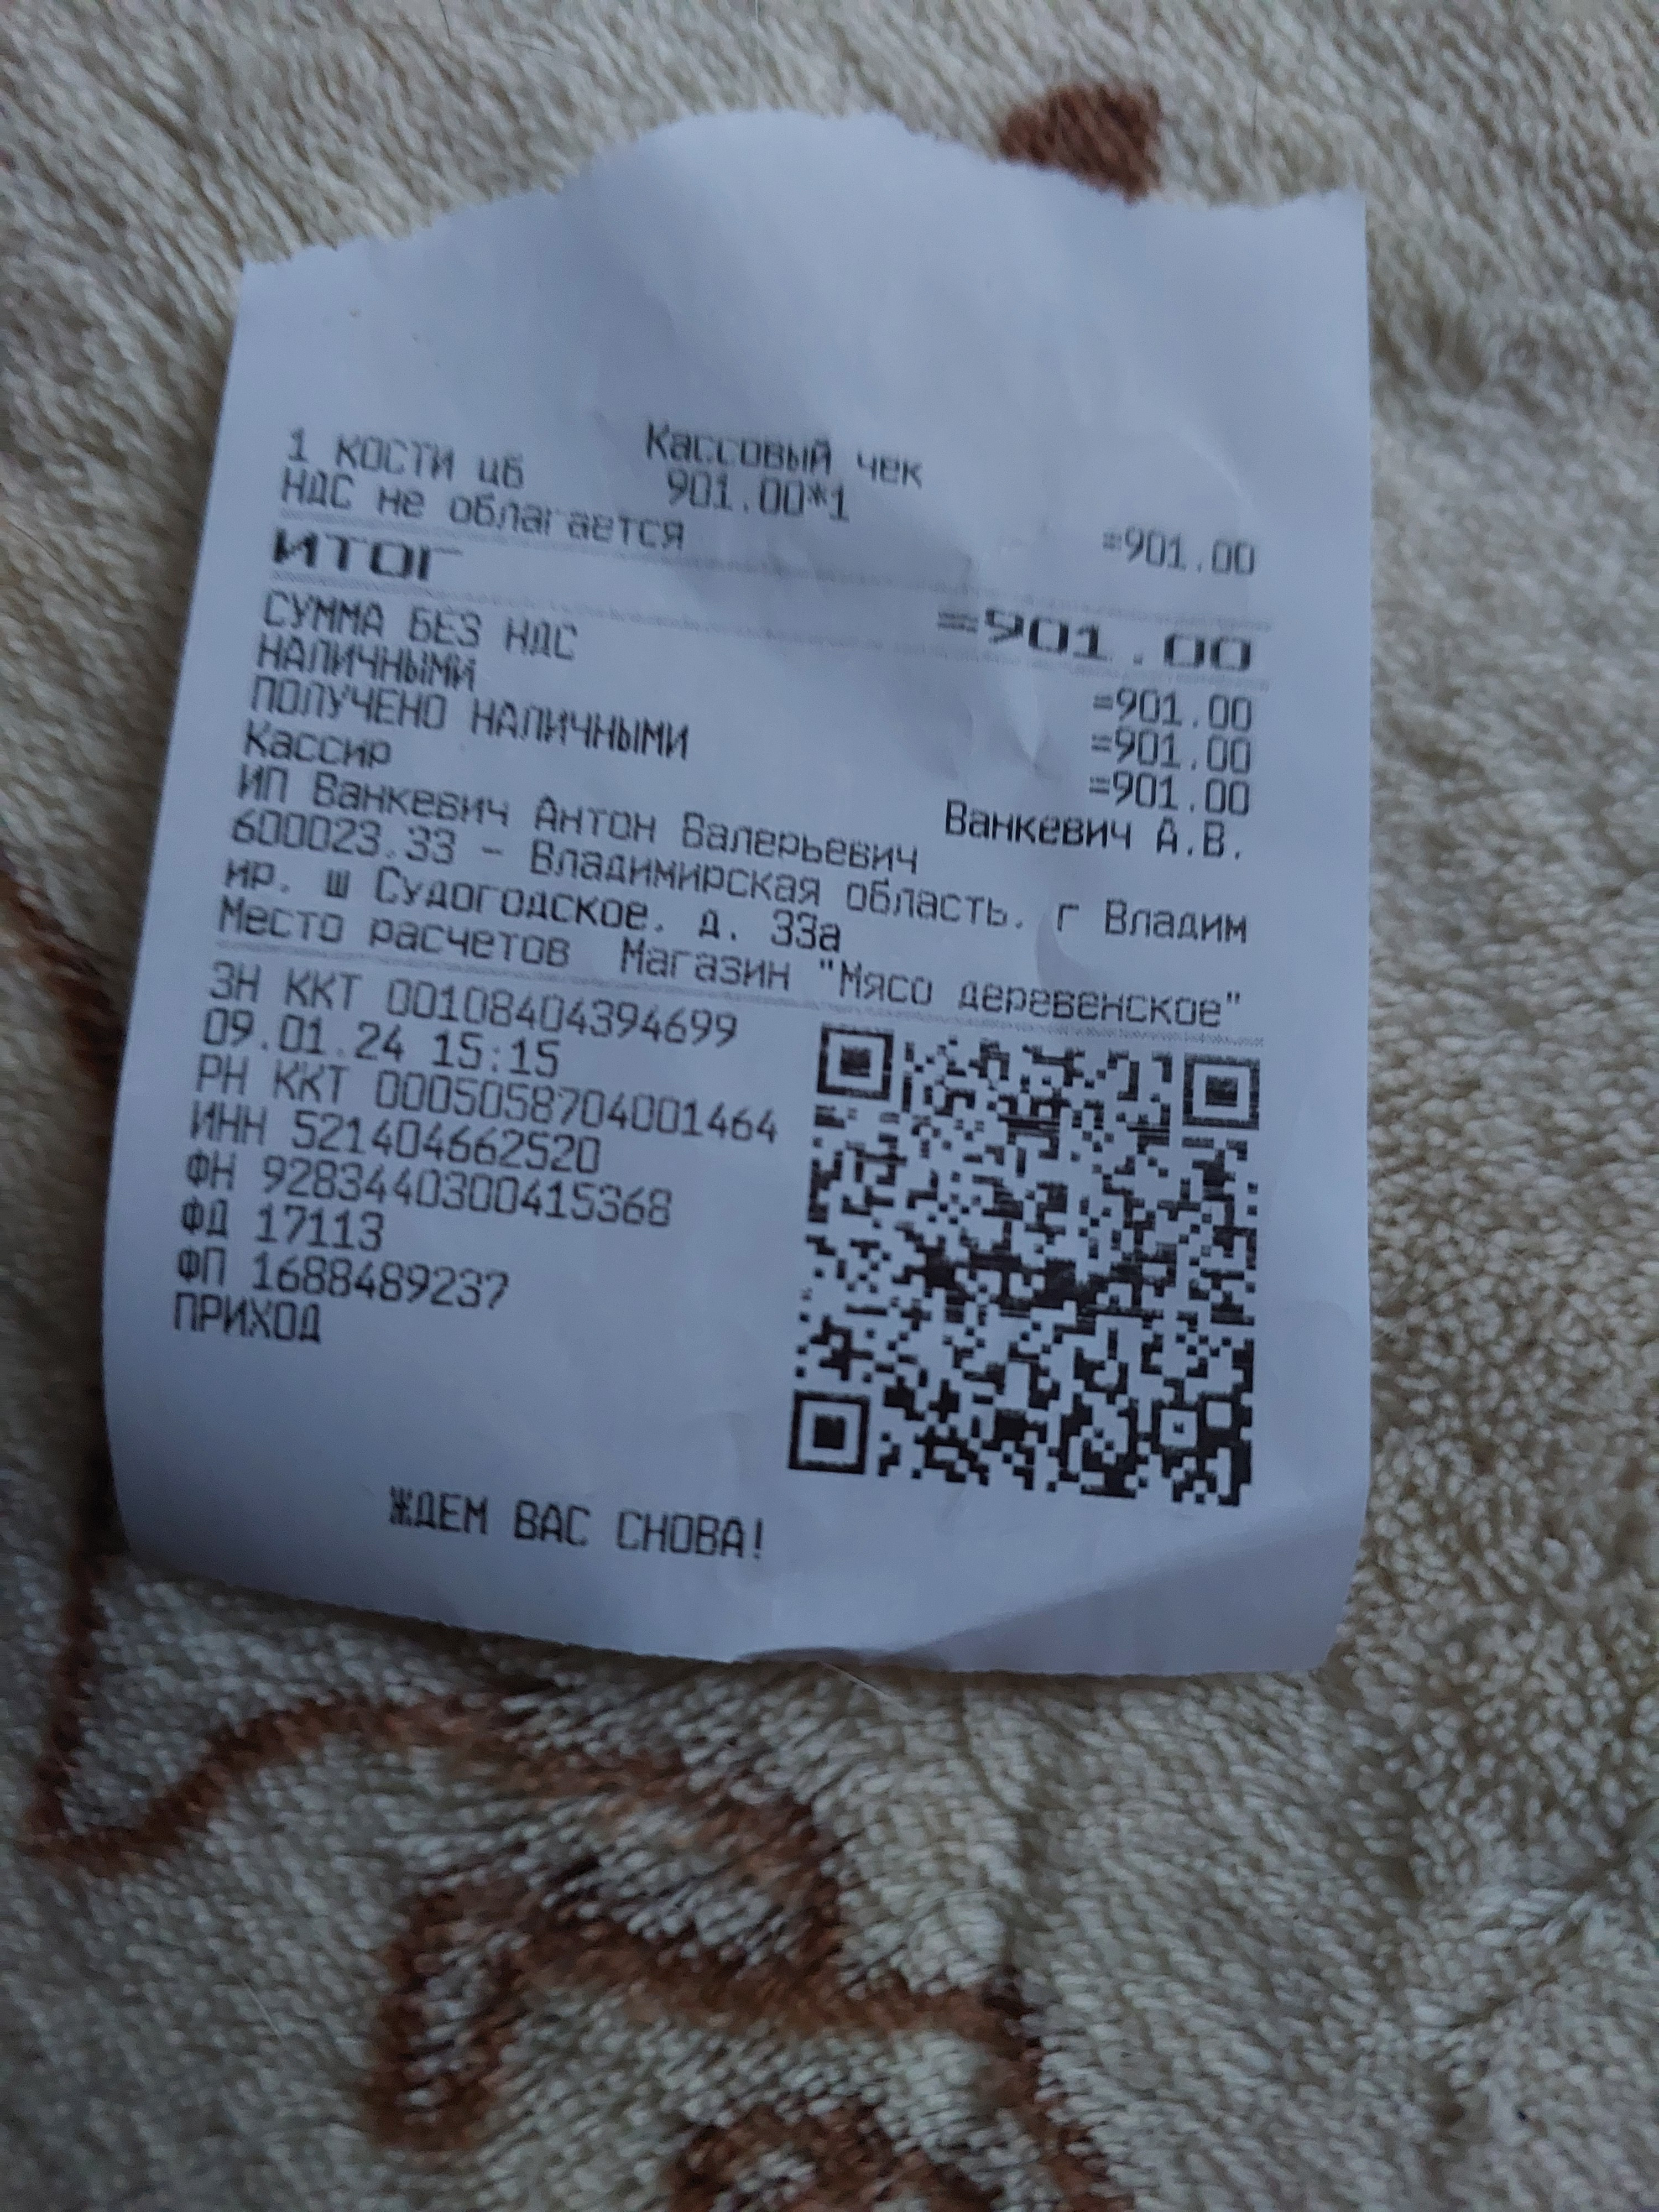 Кассовый чек
1 КОСТИ цб 901.00*1 =901.00
НДС не облагается
ИТОГ =901.00
СУММА БЕЗ НДС =901.00
НАЛИЧНЫМИ =901.00
ПОЛУЧЕНО НАЛИЧНЫМИ =901.00
Кассир Ванкевич А.В.
ИП Ванкевич Антон Валерьевич
600023,33 - Владимирская область, г Владим
ир, ш Судогодское, д. 33а
Место расчетов Магазин "Мясо деревенское"
ЗН ККТ 00108404394699
09.01.24 15:15
РН ККТ 0005058704001464
ИНН 521404662520
ФН 9283440300415368
ФД 17113
ФП 1688489237
ПРИХОД
ЖДЕМ ВАС СНОВА!